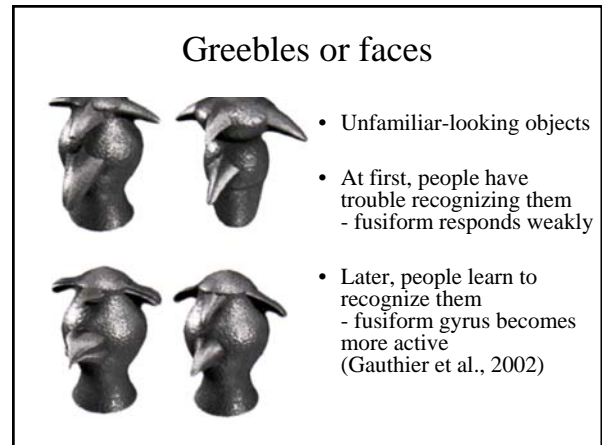 Greebles or faces
• Unfamiliar-looking objects
• At first, people have
trouble recognizing them
- fusiform responds weakly
• Later, people learn to
recognize them
- fusiform gyrus becomes
more active
(Gauthier et al., 2002)